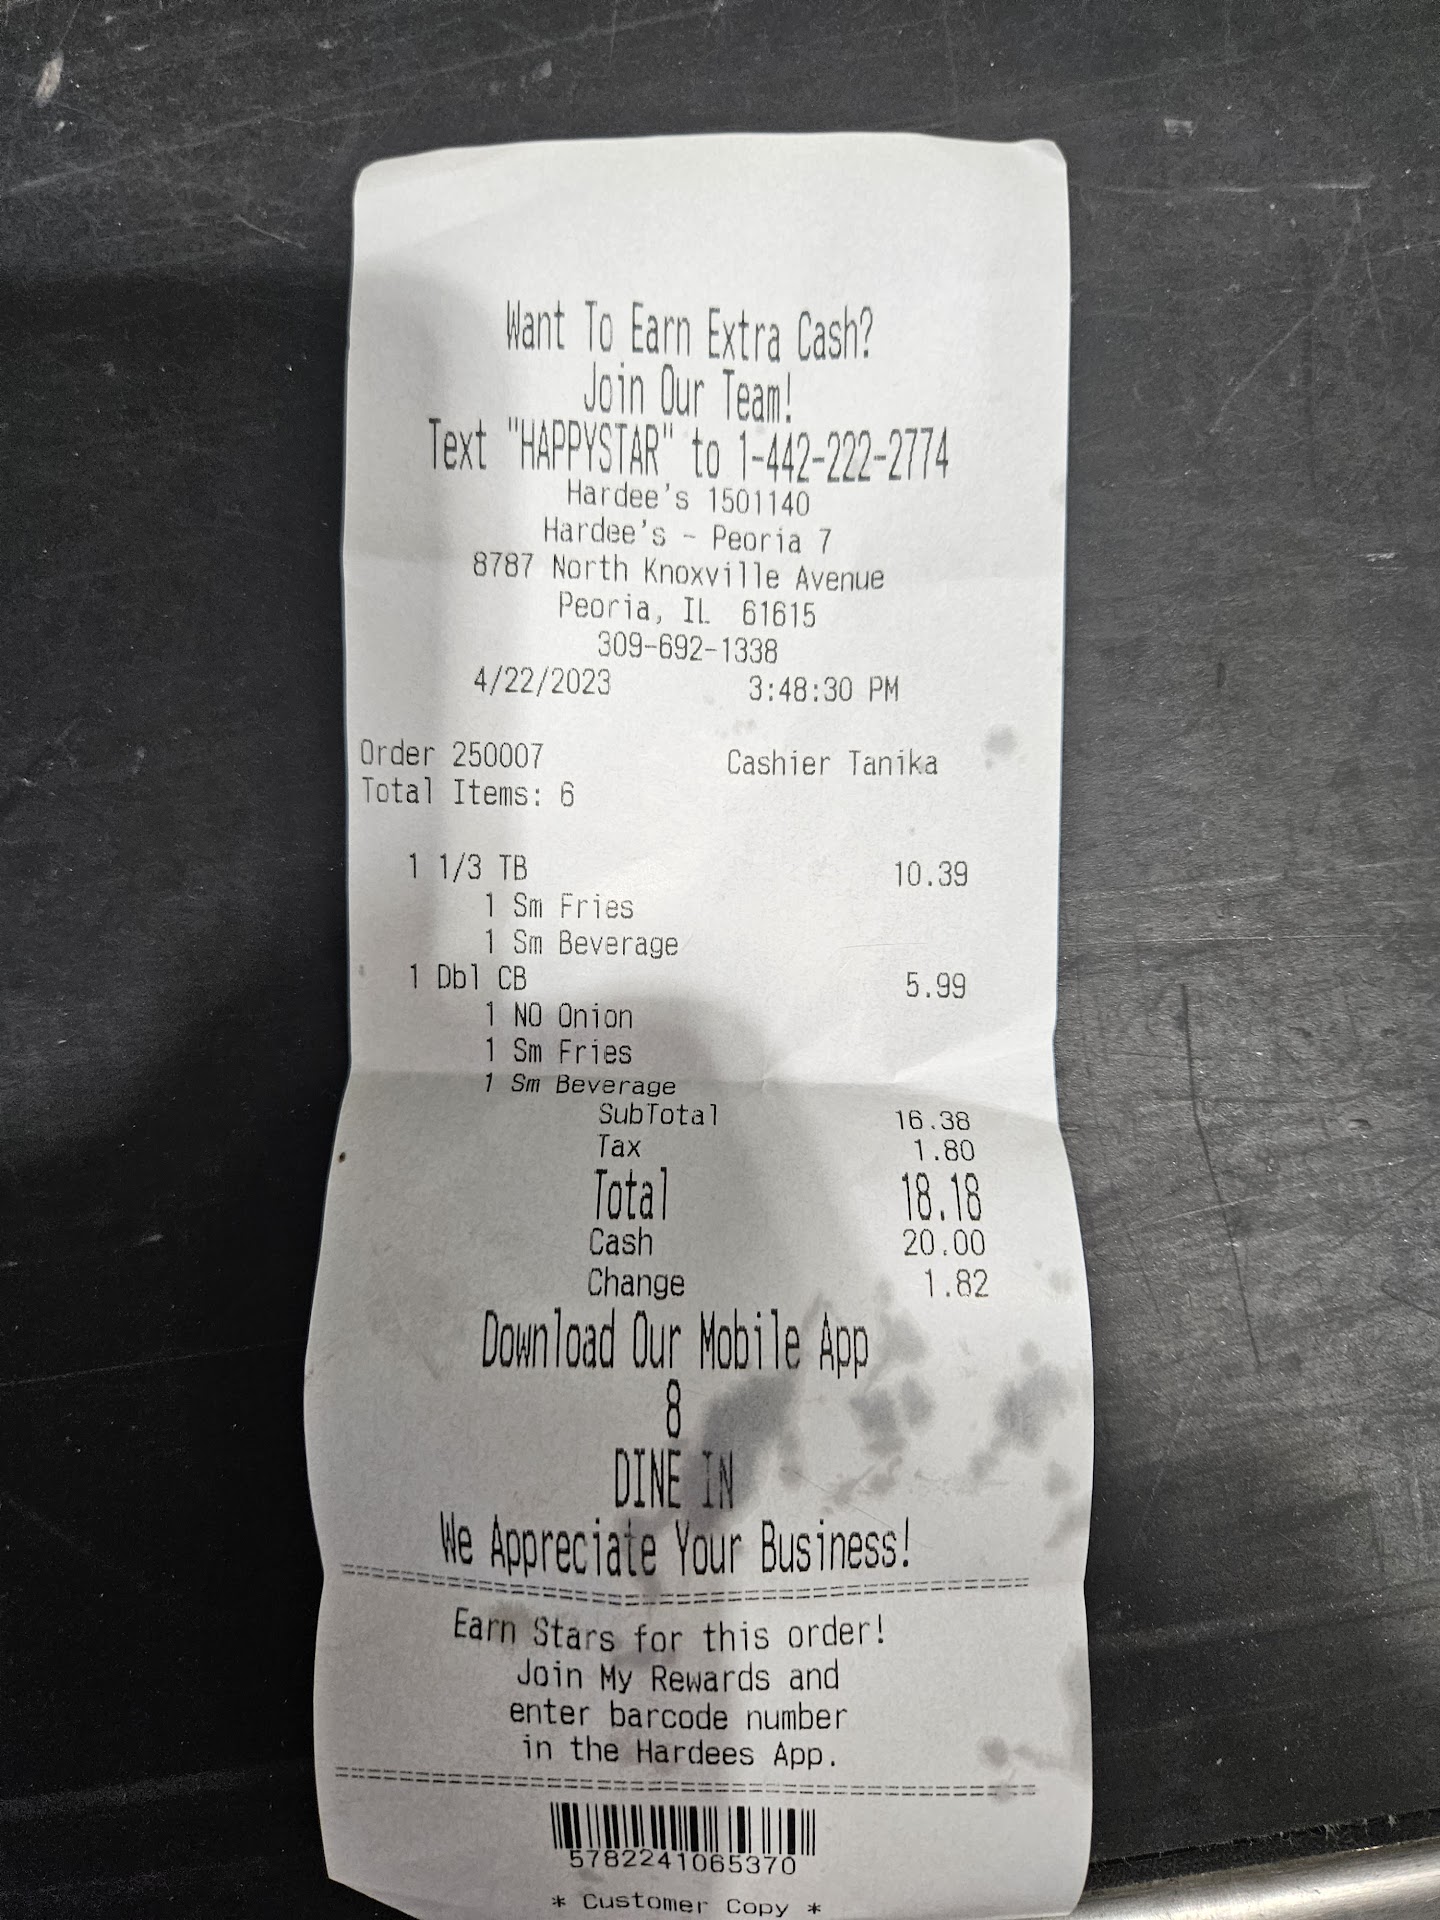 Want To Earn Extra Cash?
Join Our Team!
Text "HAPPYSTAR" to 1-442-222-2774
Hardee's 1501140
Hardee's - Peoria 7
8787 North Knoxville Avenue
Peoria, IL 61615
309-692-1338
4/22/2023 3:48:30 PM
Order 250007 Cashier Tanika
Total Items: 6
1 1/3 TB 10.39
1 Sm Fries
1 Sm Beverage
1 Dbl CB 5.99
1 NO Onion
1 Sm Fries
1 Sm Beverage
SubTotal 16.38
Tax 1.80
Total 18.18
Cash 20.00
Change 1.82
Download Our Mobile App
8
DINE IN
We Appreciate Your Business!
================================================
Earn Stars for this order!
Join My Rewards and
enter barcode number
in the Hardees App.
================================================
5782241065370
* Customer Copy *